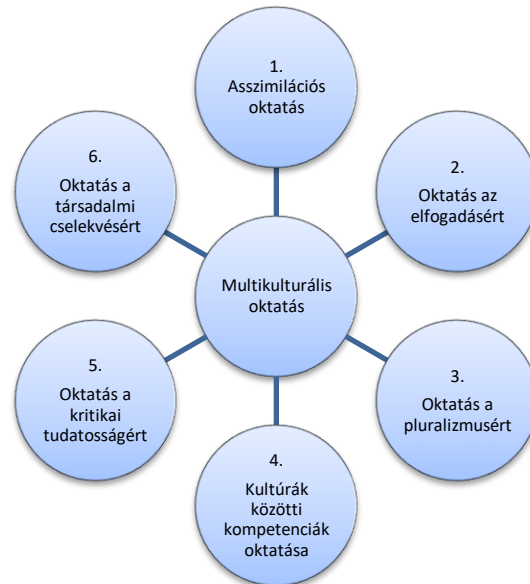 1.
Asszimilációs
oktatás
2.
Oktatás az
elfogadásért
3.
Oktatás a
pluralizmusért
4.
Kultúrák
közötti
kompetenciák
oktatása
5.
Oktatás a
kritikai
tudatosságért
6.
Oktatás a
társadalmi
cselekvésért
Multikulturális
oktatás